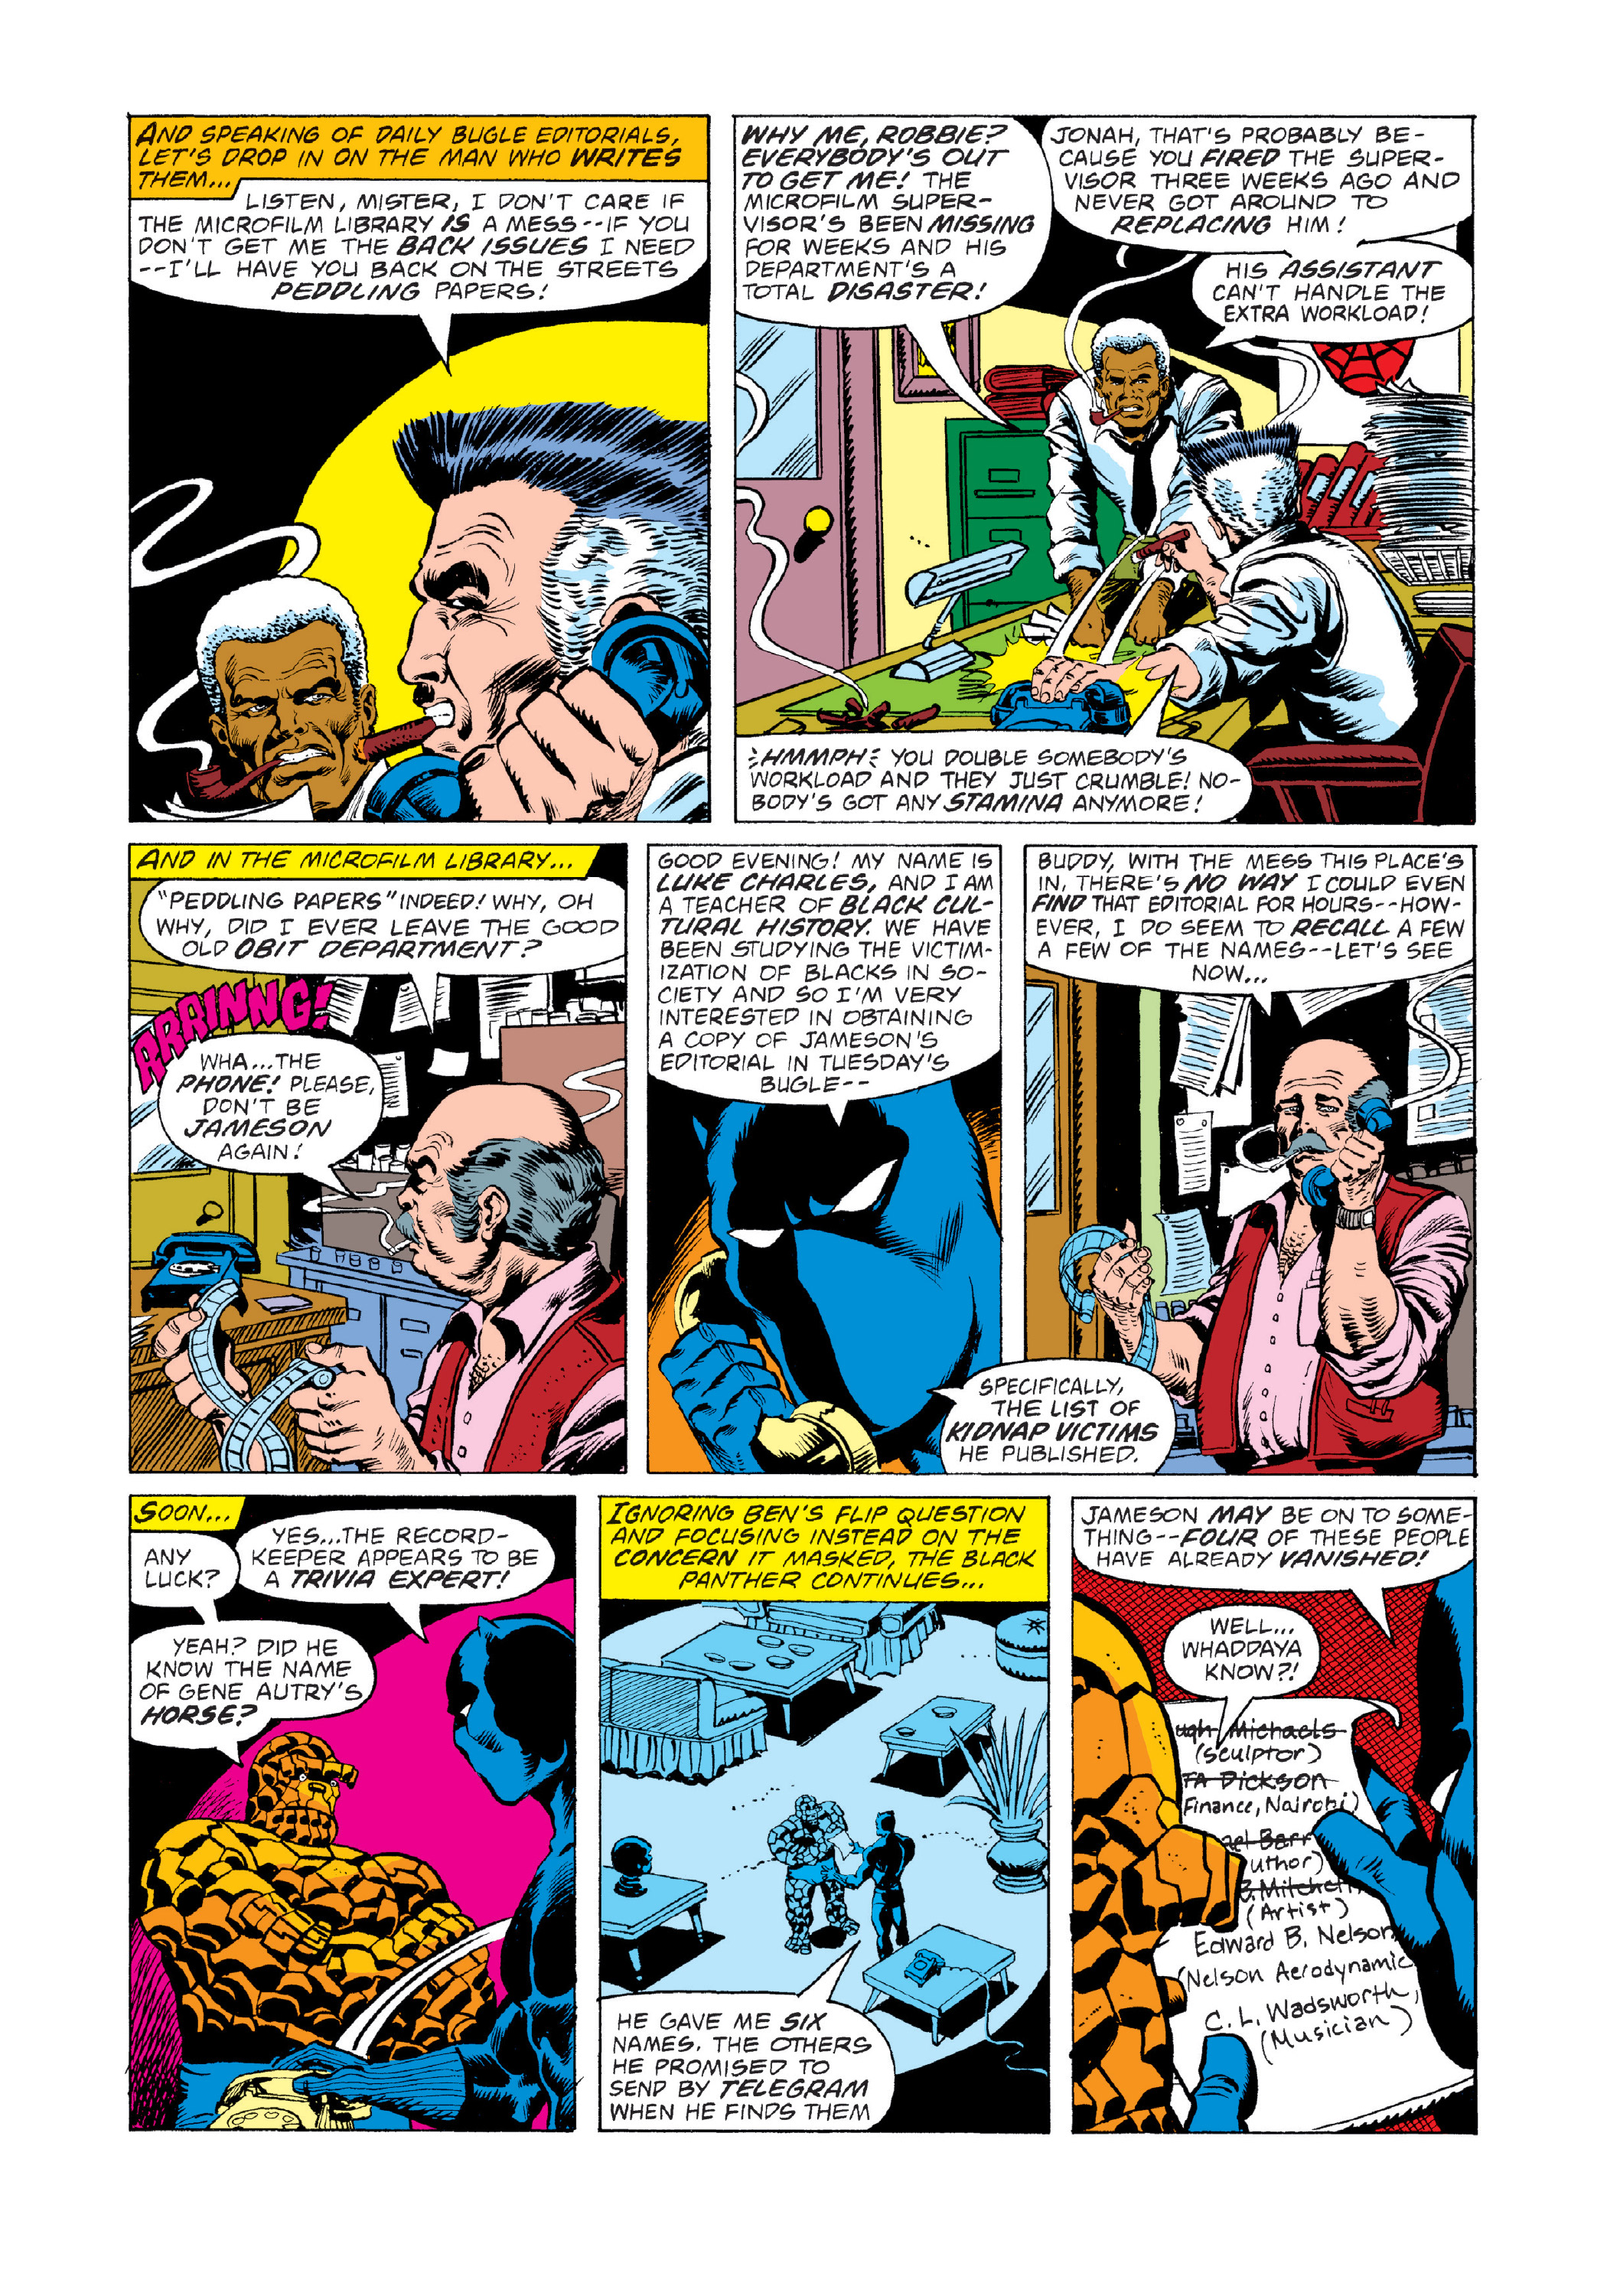 AND SPEAKING OF DAILY BUGLE EDITORIALS,
LET'S DROP IN ON THE MAN WHO WRITES
THEM...
LISTEN, MISTER, I DON'T CARE IF
THE MICROFILM LIBRARY IS A MESS--IF YOU
DON'T GET ME THE BACK ISSUES I NEED
--I'LL HAVE YOU BACK ON THE STREETS
PEDDLING PAPERS!
WHY ME, ROBBIE?
EVERYBODY'S OUT
TO GET ME! THE
MICROFILM SUPER-
VISOR'S BEEN MISSING
FOR WEEKS AND HIS
DEPARTMENT'S A
TOTAL DISASTER!
JONAH, THAT'S PROBABLY BE-
CAUSE YOU FIRED THE SUPER-
VISOR THREE WEEKS AGO AND
NEVER GOT AROUND TO
REPLACING HIM!
HIS ASSISTANT
CAN'T HANDLE THE
EXTRA WORKLOAD!
HMMPH YOU DOUBLE SOMEBODY'S
WORKLOAD AND THEY JUST CRUMBLE! NO-
BODY'S GOT ANY STAMINA ANYMORE!
AND IN THE MICROFILM LIBRARY...
"PEDDLING PAPERS" INDEED! WHY, OH
WHY, DID I EVER LEAVE THE GOOD
OLD OBIT DEPARTMENT?
RRRINNG!
WHA...THE
PHONE! PLEASE,
DON'T BE
JAMESON
AGAIN!
GOOD EVENING! MY NAME IS
LUKE CHARLES, AND I AM
A TEACHER OF BLACK CUL-
TURAL HISTORY. WE HAVE
BEEN STUDYING THE VICTIM-
IZATION OF BLACKS IN SO-
CIETY AND SO I'M VERY
INTERESTED IN OBTAINING
A COPY OF JAMESON'S
EDITORIAL IN TUESDAY'S
BUGLE--
SPECIFICALLY,
THE LIST OF
KIDNAP VICTIMS
HE PUBLISHED.
BUDDY, WITH THE MESS THIS PLACE'S
IN, THERE'S NO WAY I COULD EVEN
FIND THAT EDITORIAL FOR HOURS--HOW-
EVER, I DO SEEM TO RECALL A FEW
A FEW OF THE NAMES--LET'S SEE
NOW...
SOON...
ANY
LUCK?
YES...THE RECORD-
KEEPER APPEARS TO BE
A TRIVIA EXPERT!
YEAH? DID HE
KNOW THE NAME
OF GENE AUTRY'S
HORSE?
IGNORING BEN'S FLIP QUESTION
AND FOCUSING INSTEAD ON THE
CONCERN IT MASKED, THE BLACK
PANTHER CONTINUES...
HE GAVE ME SIX
NAMES. THE OTHERS
HE PROMISED TO
SEND BY TELEGRAM
WHEN HE FINDS THEM
JAMESON MAY BE ON TO SOME-
THING--FOUR OF THESE PEOPLE
HAVE ALREADY VANISHED!
WELL...
WHADDAYA
KNOW?!
ugh Michaels
(sculptor)
TA Dickson
Finance, Nairobi)
ael Barr
uthor)
Mitchell
(Artist)
Edward B. Nelson
(Nelson Aerodynamic
C. L. Wadsworth,
(Musician)